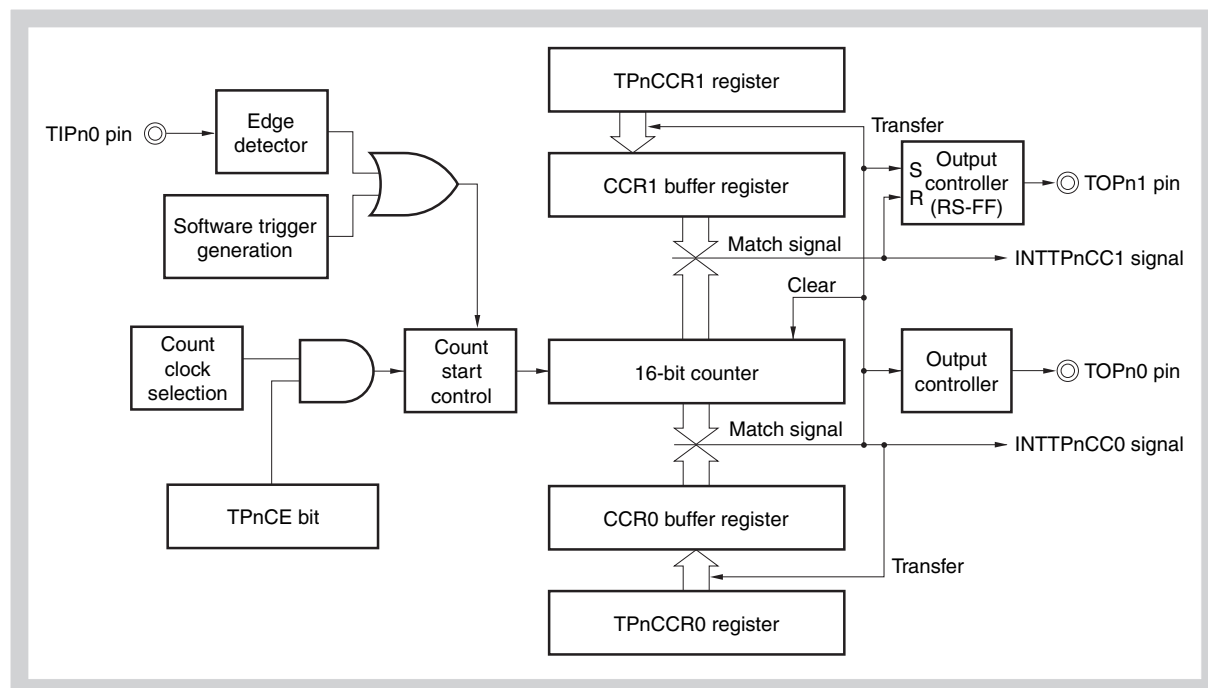 TPnCCR1 register
TIPn0 pin
Edge
detector
Transfer
CCR1 buffer register
S
R
Output
controller
(RS-FF)
TOPn1 pin
Software trigger
generation
Match signal
INTTPnCC1 signal
Clear
Count
clock
selection
Count
start
control
16-bit counter
Output
controller
TOPn0 pin
Match signal
INTTPnCC0 signal
TPnCE bit
CCR0 buffer register
Transfer
TPnCCR0 register